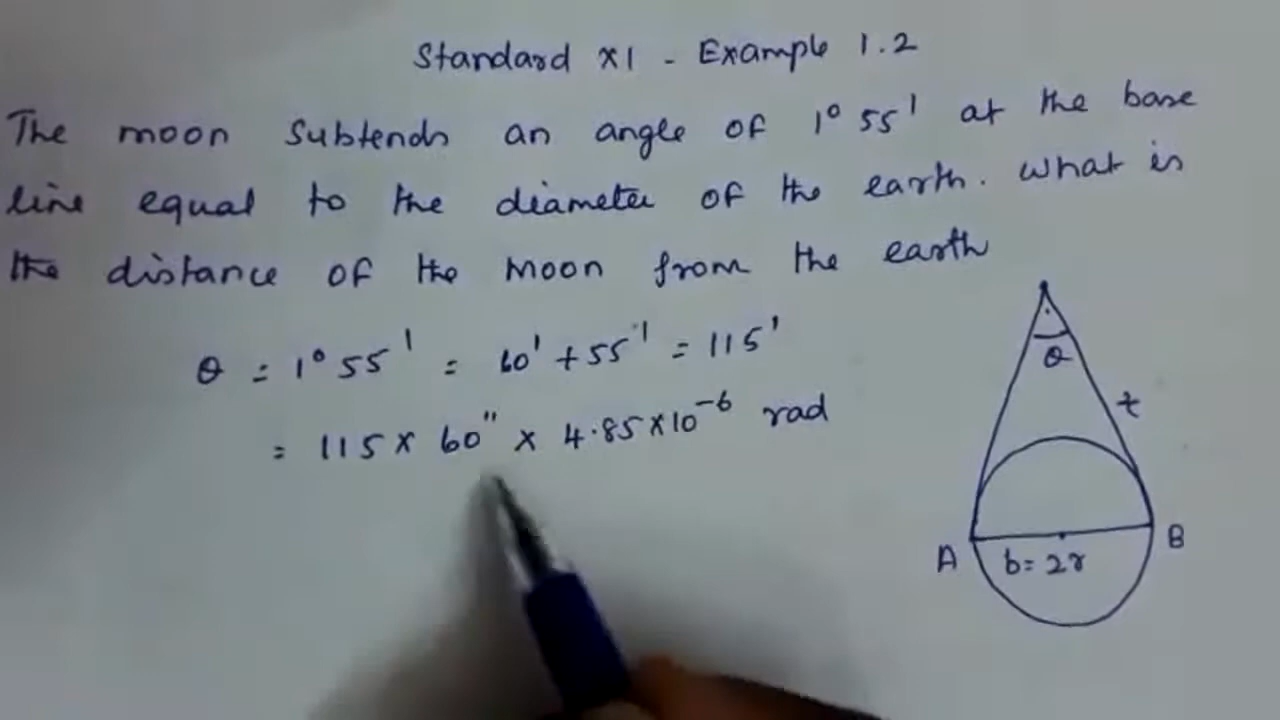 Standard XI - Example 1.2
The moon subtends an angle of 1° 55' at the base
line equal to the diameter of the earth. What is
the distance of the Moon from the earth
θ = 1° 55' = 60' + 55' = 115'
= 115 × 60" × 4.85 × 10⁻⁶ rad
θ
A
b = 2r
B